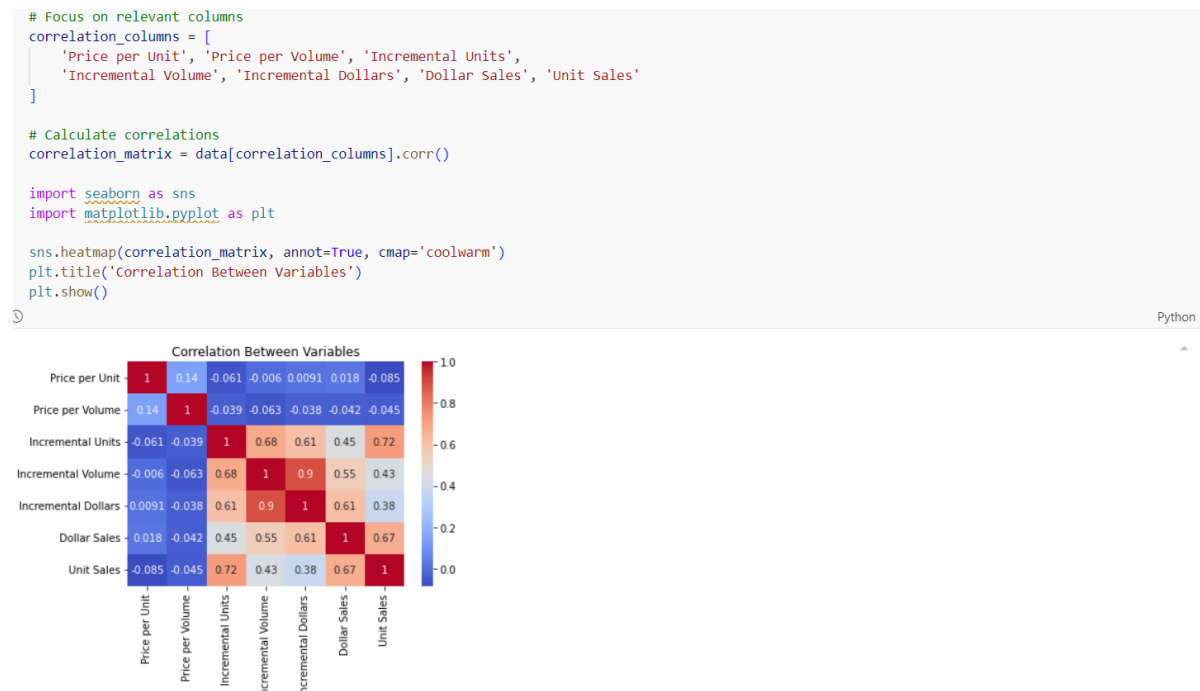 # Focus on relevant columns
correlation_columns = [
    'Price per Unit', 'Price per Volume', 'Incremental Units',
    'Incremental Volume', 'Incremental Dollars', 'Dollar Sales', 'Unit Sales'
]
# Calculate correlations
correlation_matrix = data[correlation_columns].corr()
import seaborn as sns
import matplotlib.pyplot as plt
sns.heatmap(correlation_matrix, annot=True, cmap='coolwarm')
plt.title('Correlation Between Variables')
plt.show()
Python
Correlation Between Variables
Price per Unit 1 0.14 -0.061 -0.006 0.0091 0.018 -0.085
Price per Volume 0.14 1 -0.039 -0.063 -0.038 -0.042 -0.045
Incremental Units -0.061 -0.039 1 0.68 0.61 0.45 0.72
Incremental Volume -0.006 -0.063 0.68 1 0.9 0.55 0.43
Incremental Dollars 0.0091 -0.038 0.61 0.9 1 0.61 0.38
Dollar Sales 0.018 -0.042 0.45 0.55 0.61 1 0.67
Unit Sales -0.085 -0.045 0.72 0.43 0.38 0.67 1
1.0
0.8
0.6
0.4
0.2
0.0
Price per Unit
Price per Volume
Incremental Units
cremental Volume
ncremental Dollars
Dollar Sales
Unit Sales